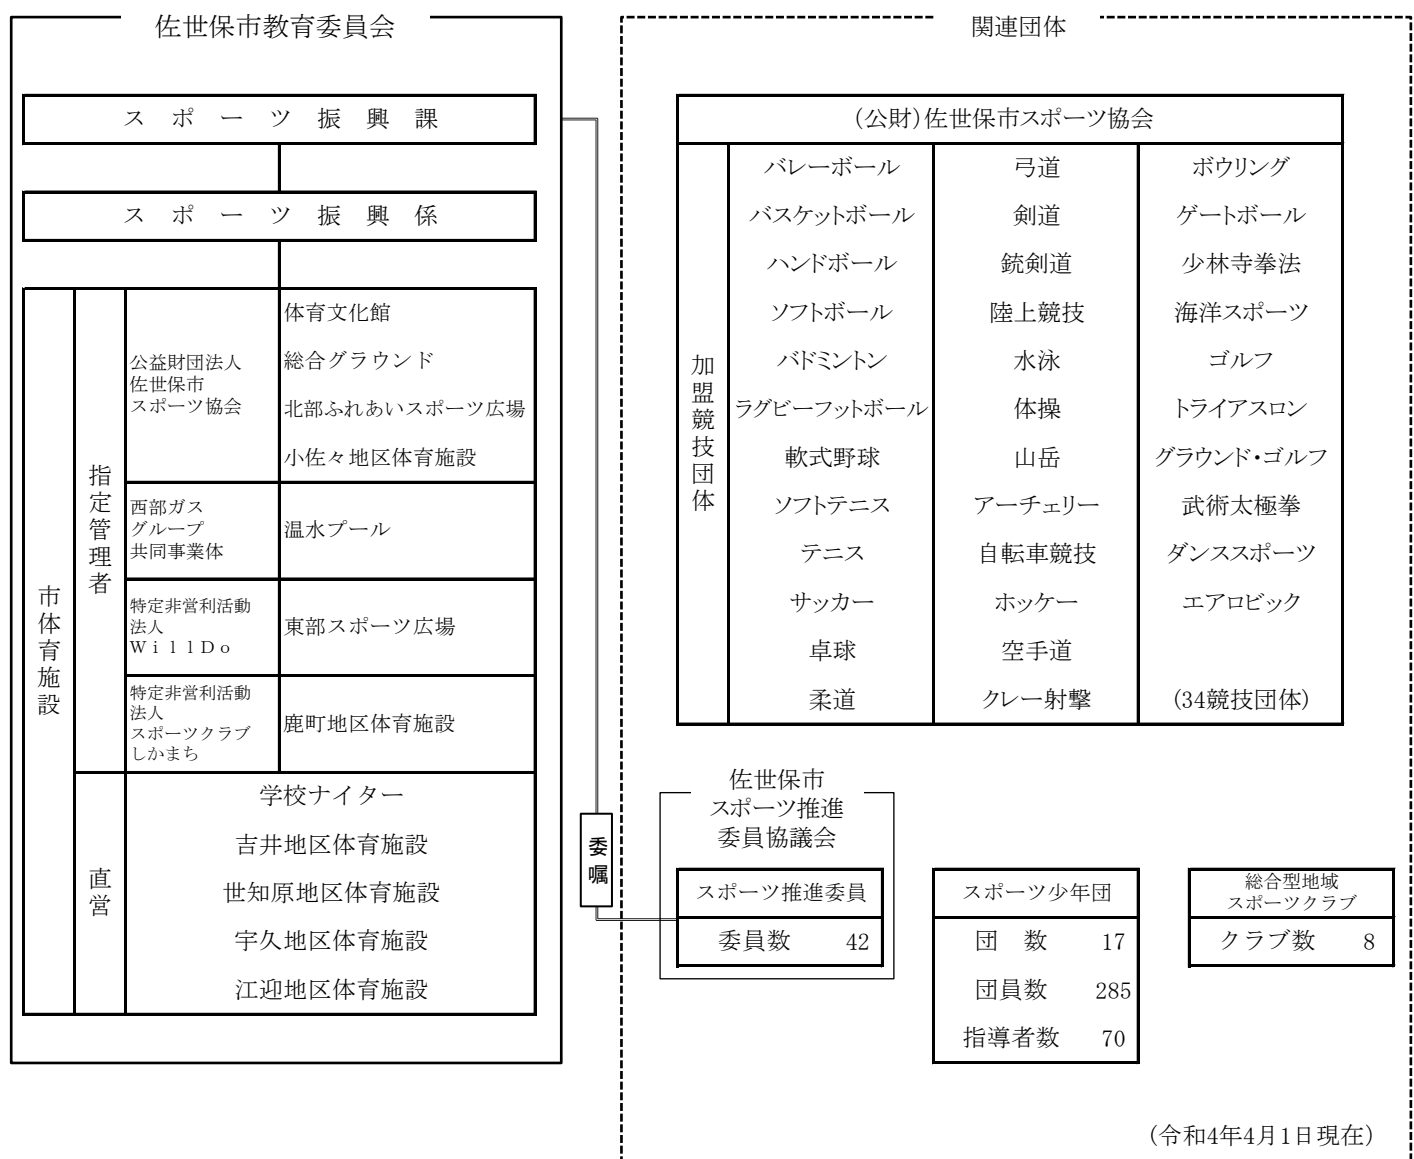 佐世保市教育委員会
スポーツ振興課
スポーツ振興係
市体育施設
指定管理者
公益財団法人
佐世保市
スポーツ協会
体育文化館
総合グラウンド
北部ふれあいスポーツ広場
小佐々地区体育施設
西部ガス
グループ
共同事業体
温水プール
特定非営利活動
法人
ＷｉｌｌＤｏ
東部スポーツ広場
特定非営利活動
法人
スポーツクラブ
しかまち
鹿町地区体育施設
直営
学校ナイター
吉井地区体育施設
世知原地区体育施設
宇久地区体育施設
江迎地区体育施設
委嘱
関連団体
(公財)佐世保市スポーツ協会
加盟競技団体
バレーボール 弓道 ボウリング
バスケットボール 剣道 ゲートボール
ハンドボール 銃剣道 少林寺拳法
ソフトボール 陸上競技 海洋スポーツ
バドミントン 水泳 ゴルフ
ラグビーフットボール 体操 トライアスロン
軟式野球 山岳 グラウンド・ゴルフ
ソフトテニス アーチェリー 武術太極拳
テニス 自転車競技 ダンススポーツ
サッカー ホッケー エアロビック
卓球 空手道
柔道 クレー射撃 (34競技団体)
佐世保市
スポーツ推進
委員協議会
スポーツ推進委員
委員数 42
スポーツ少年団
団 数 17
団員数 285
指導者数 70
総合型地域
スポーツクラブ
クラブ数 8
(令和4年4月1日現在)